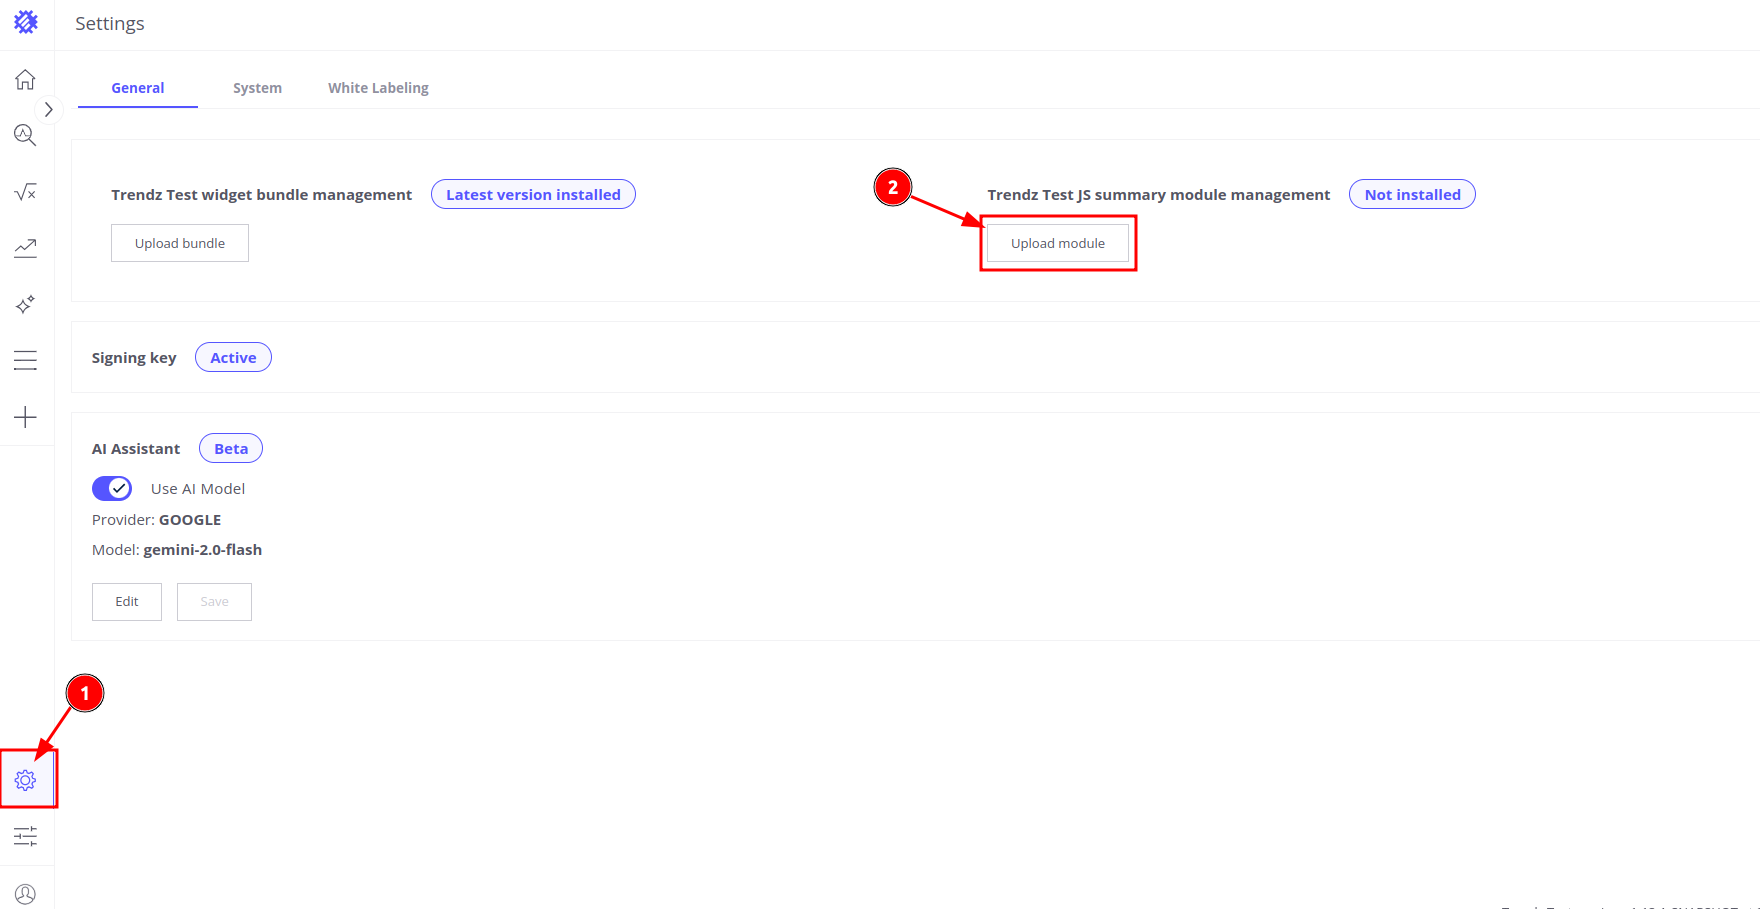 Settings
General
System
White Labeling
Trendz Test widget bundle management
Latest version installed
Upload bundle
2
Trendz Test JS summary module management
Not installed
Upload module
Signing key
Active
AI Assistant
Beta
Use AI Model
Provider: GOOGLE
Model: gemini-2.0-flash
Edit
Save
1